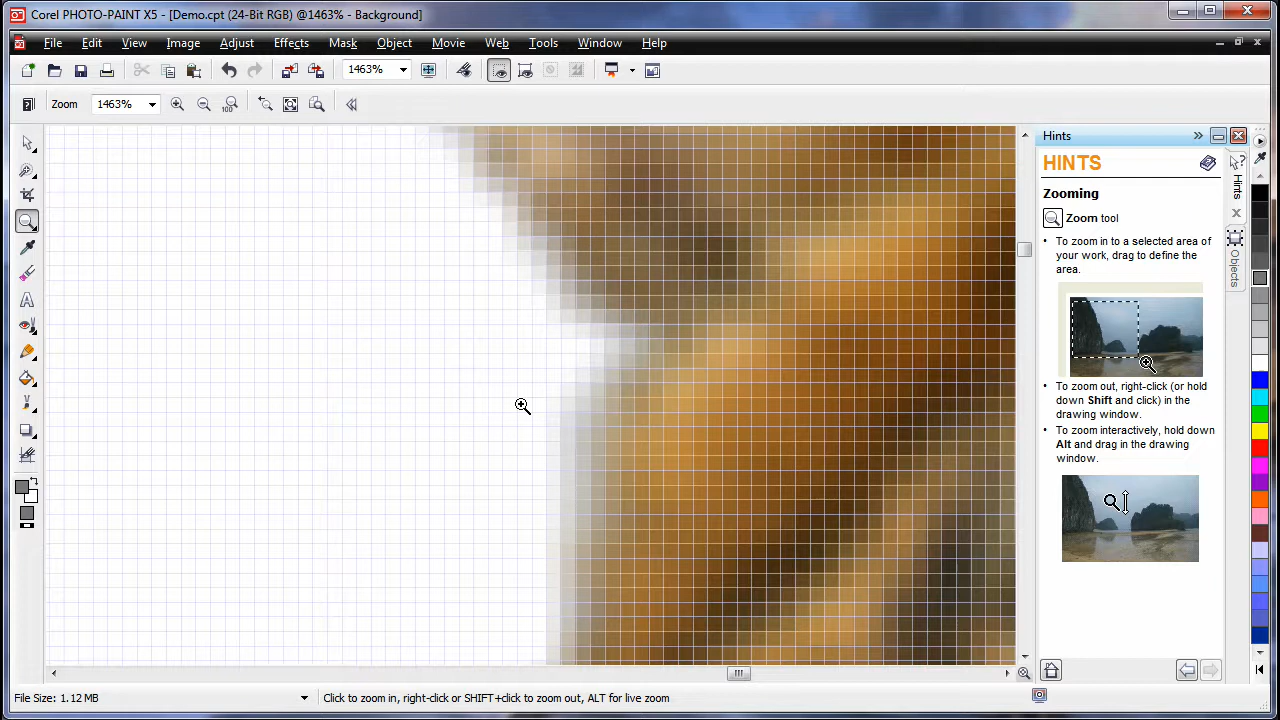 Corel PHOTO-PAINT X5 - [Demo.cpt (24-Bit RGB) @1463% - Background]
File Edit View Image Adjust Effects Mask Object Movie Web Tools Window Help
1463%
Zoom 1463% 100
Hints
HINTS
Zooming
Zoom tool
• To zoom in to a selected area of
your work, drag to define the
area.
• To zoom out, right-click (or hold
down Shift and click) in the
drawing window.
• To zoom interactively, hold down
Alt and drag in the drawing
window.
Hints
Objects
File Size: 1.12 MB
Click to zoom in, right-click or SHIFT+click to zoom out, ALT for live zoom